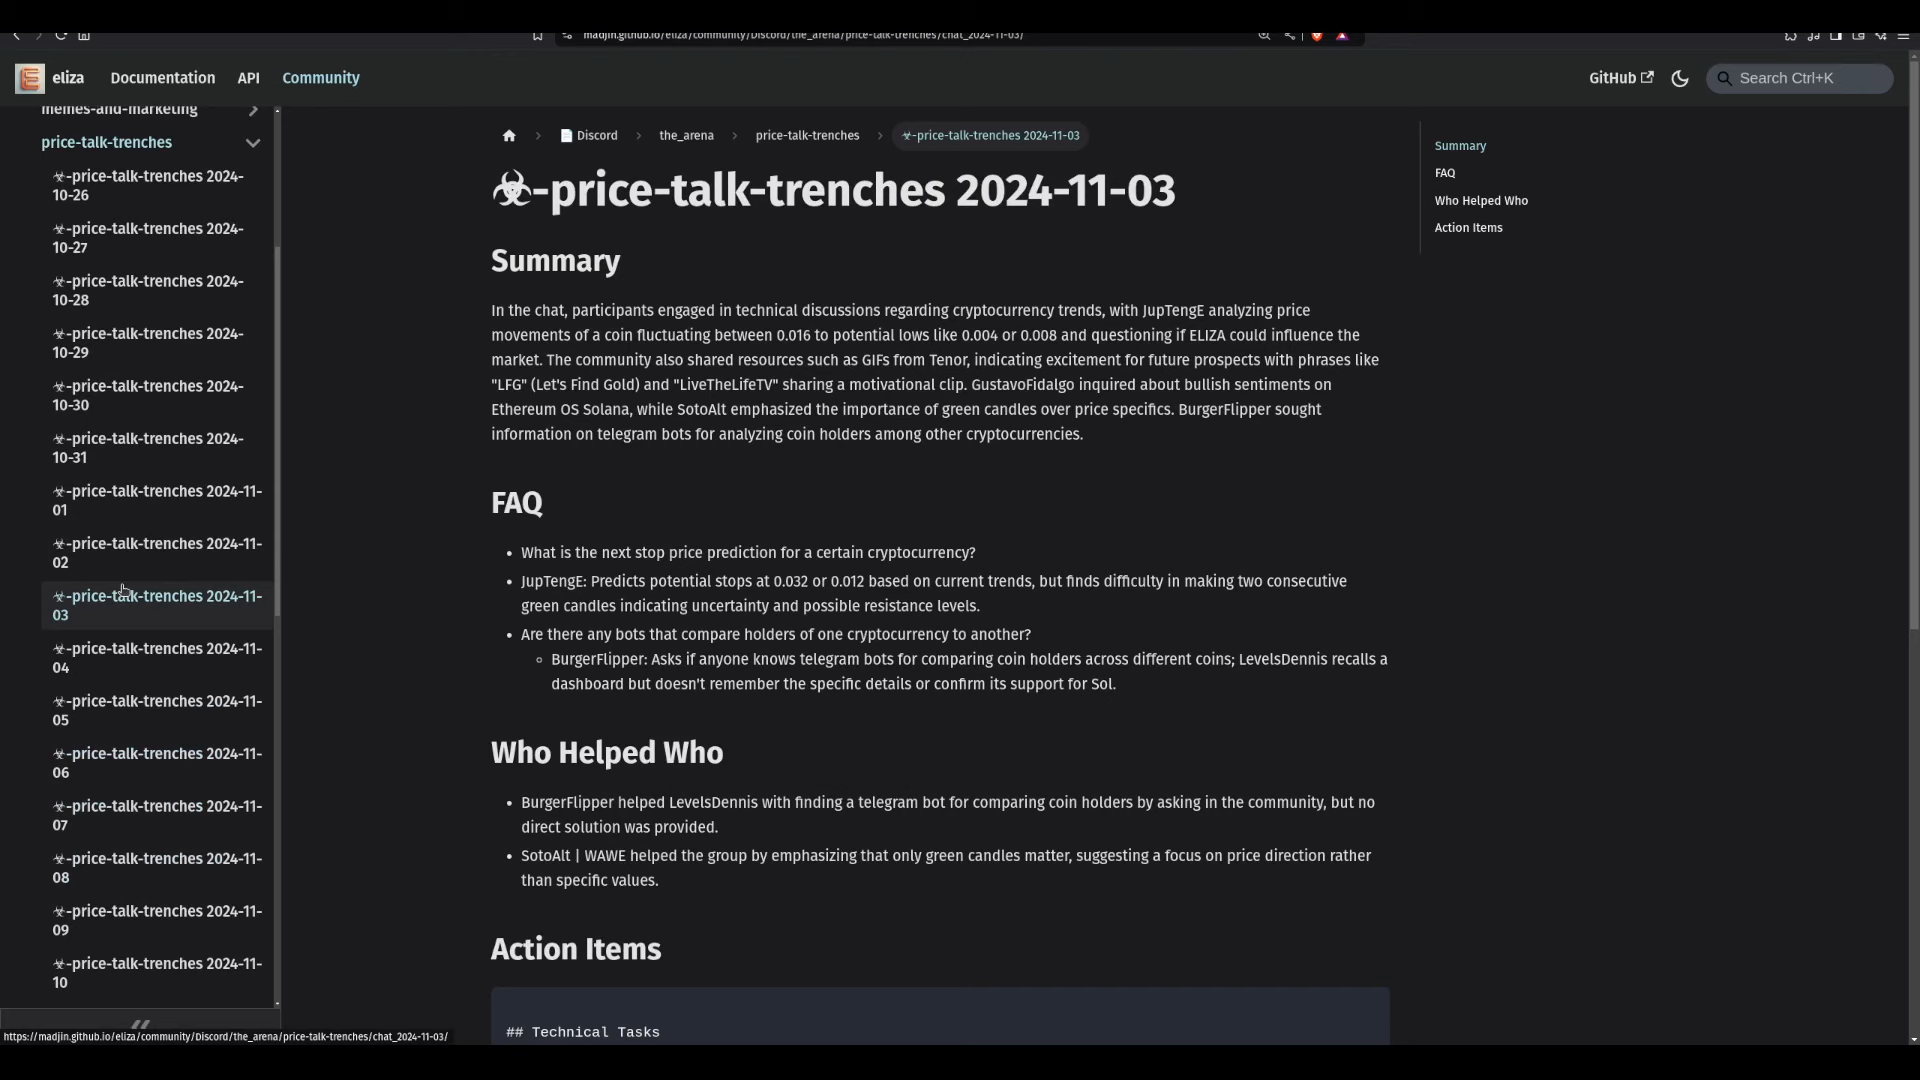 madjin.github.io/eliza/community/Discord/the_arena/price-talk-trenches/chat_2024-11-03/
eliza
Documentation
API
Community
GitHub
Search Ctrl+K
memes-and-marketing
price-talk-trenches
☣-price-talk-trenches 2024-
10-26
☣-price-talk-trenches 2024-
10-27
☣-price-talk-trenches 2024-
10-28
☣-price-talk-trenches 2024-
10-29
☣-price-talk-trenches 2024-
10-30
☣-price-talk-trenches 2024-
10-31
☣-price-talk-trenches 2024-11-
01
☣-price-talk-trenches 2024-11-
02
☣-price-talk-trenches 2024-11-
03
☣-price-talk-trenches 2024-11-
04
☣-price-talk-trenches 2024-11-
05
☣-price-talk-trenches 2024-11-
06
☣-price-talk-trenches 2024-11-
07
☣-price-talk-trenches 2024-11-
08
☣-price-talk-trenches 2024-11-
09
☣-price-talk-trenches 2024-11-
10
https://madjin.github.io/eliza/community/Discord/the_arena/price-talk-trenches/chat_2024-11-03/
Discord
the_arena
price-talk-trenches
☣-price-talk-trenches 2024-11-03
☣-price-talk-trenches 2024-11-03
Summary
In the chat, participants engaged in technical discussions regarding cryptocurrency trends, with JupTengE analyzing price
movements of a coin fluctuating between 0.016 to potential lows like 0.004 or 0.008 and questioning if ELIZA could influence the
market. The community also shared resources such as GIFs from Tenor, indicating excitement for future prospects with phrases like
"LFG" (Let's Find Gold) and "LiveTheLifeTV" sharing a motivational clip. GustavoFidalgo inquired about bullish sentiments on
Ethereum OS Solana, while SotoAlt emphasized the importance of green candles over price specifics. BurgerFlipper sought
information on telegram bots for analyzing coin holders among other cryptocurrencies.
FAQ
What is the next stop price prediction for a certain cryptocurrency?
JupTengE: Predicts potential stops at 0.032 or 0.012 based on current trends, but finds difficulty in making two consecutive
green candles indicating uncertainty and possible resistance levels.
Are there any bots that compare holders of one cryptocurrency to another?
BurgerFlipper: Asks if anyone knows telegram bots for comparing coin holders across different coins; LevelsDennis recalls a
dashboard but doesn't remember the specific details or confirm its support for Sol.
Who Helped Who
BurgerFlipper helped LevelsDennis with finding a telegram bot for comparing coin holders by asking in the community, but no
direct solution was provided.
SotoAlt | WAWE helped the group by emphasizing that only green candles matter, suggesting a focus on price direction rather
than specific values.
Action Items
## Technical Tasks
Summary
FAQ
Who Helped Who
Action Items